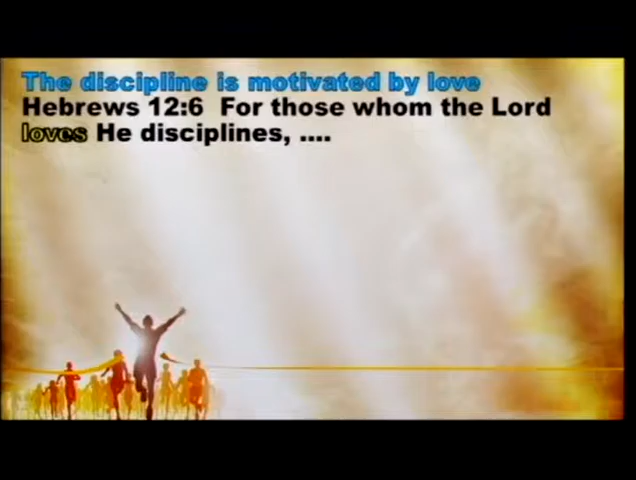 The discipline is motivated by love
Hebrews 12:6 For those whom the Lord
loves He disciplines, ....